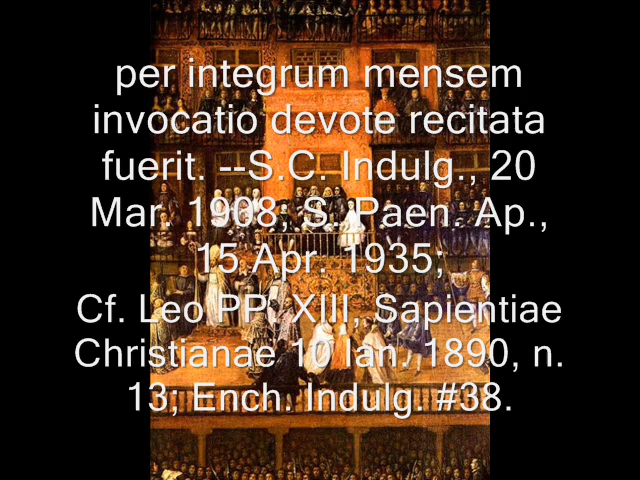 per integrum mensem
invocatio devote recitata
fuerit. --S.C. Indulg., 20
Mar. 1908; S. Paen. Ap.,
15 Apr. 1935;
Cf. Leo PP. XIII, Sapientiae
Christianae 10 Ian. 1890, n.
13; Ench. Indulg. #38.